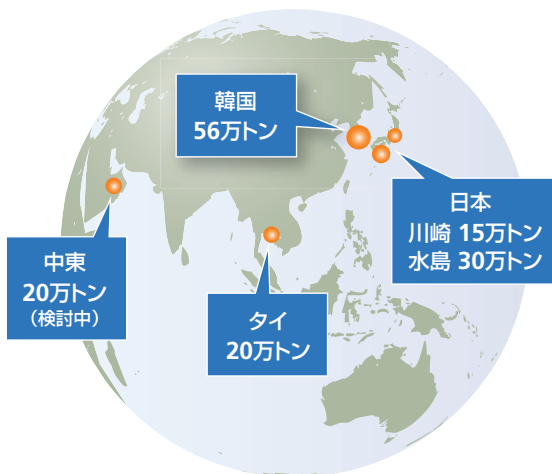 韓国
56万トン
日本
川崎 15万トン
水島 30万トン
中東
20万トン
（検討中）
タイ
20万トン